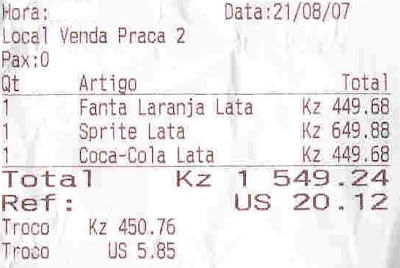 Hora: Data:21/08/07
Local Venda Praca 2
Pax:0
Qt Artigo Total
1 Fanta Laranja Lata Kz 449.68
1 Sprite Lata Kz 649.88
1 Coca-Cola Lata Kz 449.68
Total Kz 1 549.24
Ref: US 20.12
Troco Kz 450.76
Troco US 5.85